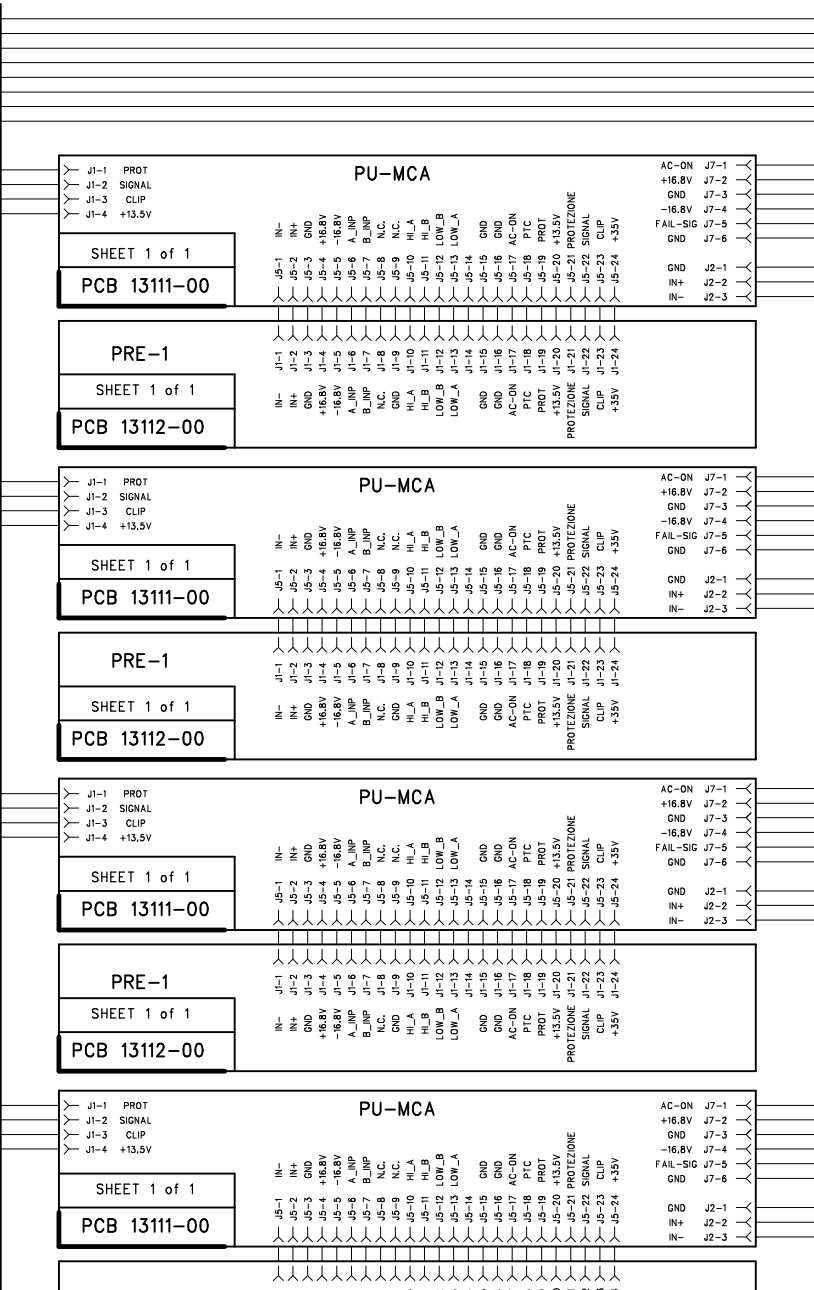 J1-1 PROT
J1-2 SIGNAL
J1-3 CLIP
J1-4 +13.5V
PU-MCA
AC-ON J7-1
+16.8V J7-2
GND J7-3
-16.8V J7-4
FAIL-SIG J7-5
GND J7-6
GND J2-1
IN+ J2-2
IN- J2-3
IN- IN+ GND +16.8V -16.8V A_INP B_INP N.C. N.C. HI_A HI_B LOW_B LOW_A GND GND AC-ON PTC PROT +13.5V PROTEZIONE SIGNAL CLIP +35V
J5-1 J5-2 J5-3 J5-4 J5-5 J5-6 J5-7 J5-8 J5-9 J5-10 J5-11 J5-12 J5-13 J5-14 J5-15 J5-16 J5-17 J5-18 J5-19 J5-20 J5-21 J5-22 J5-23 J5-24
SHEET 1 of 1
PCB 13111-00
PRE-1
J1-1 J1-2 J1-3 J1-4 J1-5 J1-6 J1-7 J1-8 J1-9 J1-10 J1-11 J1-12 J1-13 J1-14 J1-15 J1-16 J1-17 J1-18 J1-19 J1-20 J1-21 J1-22 J1-23 J1-24
IN- IN+ GND +16.8V -16.8V A_INP B_INP N.C. GND HI_A HI_B LOW_B LOW_A GND GND AC-ON PTC PROT +13.5V PROTEZIONE SIGNAL CLIP +35V
SHEET 1 of 1
PCB 13112-00
J1-1 PROT
J1-2 SIGNAL
J1-3 CLIP
J1-4 +13,5V
PU-MCA
AC-ON J7-1
+16.8V J7-2
GND J7-3
-16.8V J7-4
FAIL-SIG J7-5
GND J7-6
GND J2-1
IN+ J2-2
IN- J2-3
IN- IN+ GND +16.8V -16.8V A_INP B_INP N.C. N.C. HI_A HI_B LOW_B LOW_A GND GND AC-ON PTC PROT +13.5V PROTEZIONE SIGNAL CLIP +35V
J5-1 J5-2 J5-3 J5-4 J5-5 J5-6 J5-7 J5-8 J5-9 J5-10 J5-11 J5-12 J5-13 J5-14 J5-15 J5-16 J5-17 J5-18 J5-19 J5-20 J5-21 J5-22 J5-23 J5-24
SHEET 1 of 1
PCB 13111-00
PRE-1
J1-1 J1-2 J1-3 J1-4 J1-5 J1-6 J1-7 J1-8 J1-9 J1-10 J1-11 J1-12 J1-13 J1-14 J1-15 J1-16 J1-17 J1-18 J1-19 J1-20 J1-21 J1-22 J1-23 J1-24
IN- IN+ GND +16.8V -16.8V A_INP B_INP N.C. GND HI_A HI_B LOW_B LOW_A GND GND AC-ON PTC PROT +13.5V PROTEZIONE SIGNAL CLIP +35V
SHEET 1 of 1
PCB 13112-00
J1-1 PROT
J1-2 SIGNAL
J1-3 CLIP
J1-4 +13,5V
PU-MCA
AC-ON J7-1
+16.8V J7-2
GND J7-3
-16,8V J7-4
FAIL-SIG J7-5
GND J7-6
GND J2-1
IN+ J2-2
IN- J2-3
IN- IN+ GND +16.8V -16.8V A_INP B_INP N.C. N.C. HI_A HI_B LOW_B LOW_A GND GND AC-ON PTC PROT +13.5V PROTEZIONE SIGNAL CLIP +35V
J5-1 J5-2 J5-3 J5-4 J5-5 J5-6 J5-7 J5-8 J5-9 J5-10 J5-11 J5-12 J5-13 J5-14 J5-15 J5-16 J5-17 J5-18 J5-19 J5-20 J5-21 J5-22 J5-23 J5-24
SHEET 1 of 1
PCB 13111-00
PRE-1
J1-1 J1-2 J1-3 J1-4 J1-5 J1-6 J1-7 J1-8 J1-9 J1-10 J1-11 J1-12 J1-13 J1-14 J1-15 J1-16 J1-17 J1-18 J1-19 J1-20 J1-21 J1-22 J1-23 J1-24
IN- IN+ GND +16.8V -16.8V A_INP B_INP N.C. GND HI_A HI_B LOW_B LOW_A GND GND AC-ON PTC PROT +13.5V PROTEZIONE SIGNAL CLIP +35V
SHEET 1 of 1
PCB 13112-00
J1-1 PROT
J1-2 SIGNAL
J1-3 CLIP
J1-4 +13,5V
PU-MCA
AC-ON J7-1
+16.8V J7-2
GND J7-3
-16,8V J7-4
FAIL-SIG J7-5
GND J7-6
GND J2-1
IN+ J2-2
IN- J2-3
IN- IN+ GND +16.8V -16.8V A_INP B_INP N.C. N.C. HI_A HI_B LOW_B LOW_A GND GND AC-ON PTC PROT +13.5V PROTEZIONE SIGNAL CLIP +35V
J5-1 J5-2 J5-3 J5-4 J5-5 J5-6 J5-7 J5-8 J5-9 J5-10 J5-11 J5-12 J5-13 J5-14 J5-15 J5-16 J5-17 J5-18 J5-19 J5-20 J5-21 J5-22 J5-23 J5-24
SHEET 1 of 1
PCB 13111-00